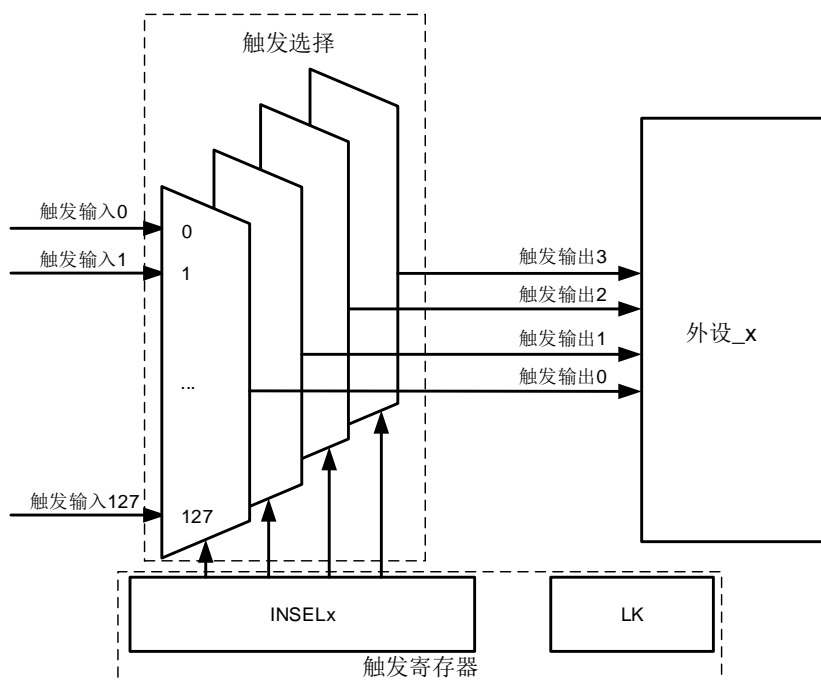 触发选择
触发输入0
0
触发输入1
1
触发输出3
触发输出2
外设_x
触发输出1
触发输出0
...
触发输入127
127
INSELx
LK
触发寄存器